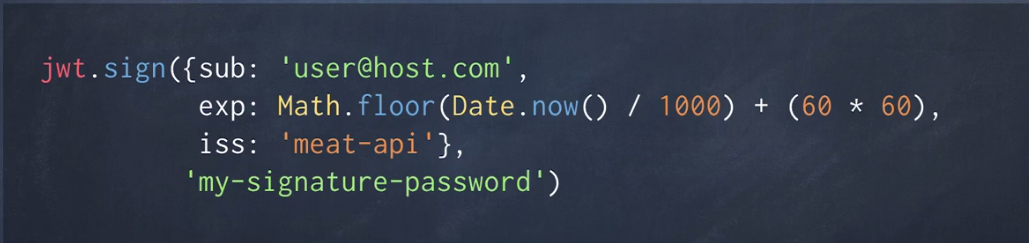 jwt.sign({sub: 'user@host.com',
exp: Math.floor(Date.now() / 1000) + (60 * 60),
iss: 'meat-api'},
'my-signature-password')